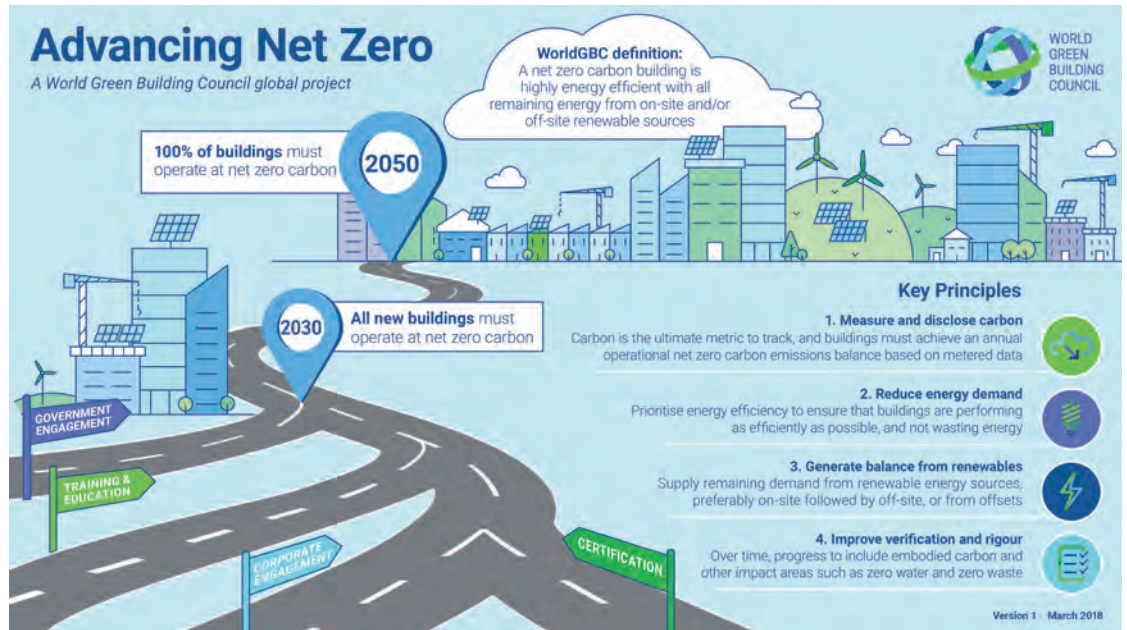 Advancing Net Zero
A World Green Building Council global project
WorldGBC definition:
A net zero carbon building is
highly energy efficient with all
remaining energy from on-site and/or
off-site renewable sources
WORLD
GREEN
BUILDING
COUNCIL
100% of buildings must
operate at net zero carbon
2050
2030
All new buildings must
operate at net zero carbon
GOVERNMENT
ENGAGEMENT
TRAINING &
EDUCATION
CORPORATE
ENGAGEMENT
CERTIFICATION
Key Principles
1. Measure and disclose carbon
Carbon is the ultimate metric to track, and buildings must achieve an annual
operational net zero carbon emissions balance based on metered data
2. Reduce energy demand
Prioritise energy efficiency to ensure that buildings are performing
as efficiently as possible, and not wasting energy
3. Generate balance from renewables
Supply remaining demand from renewable energy sources,
preferably on-site followed by off-site, or from offsets
4. Improve verification and rigour
Over time, progress to include embodied carbon and
other impact areas such as zero water and zero waste
Version 1 | March 2018